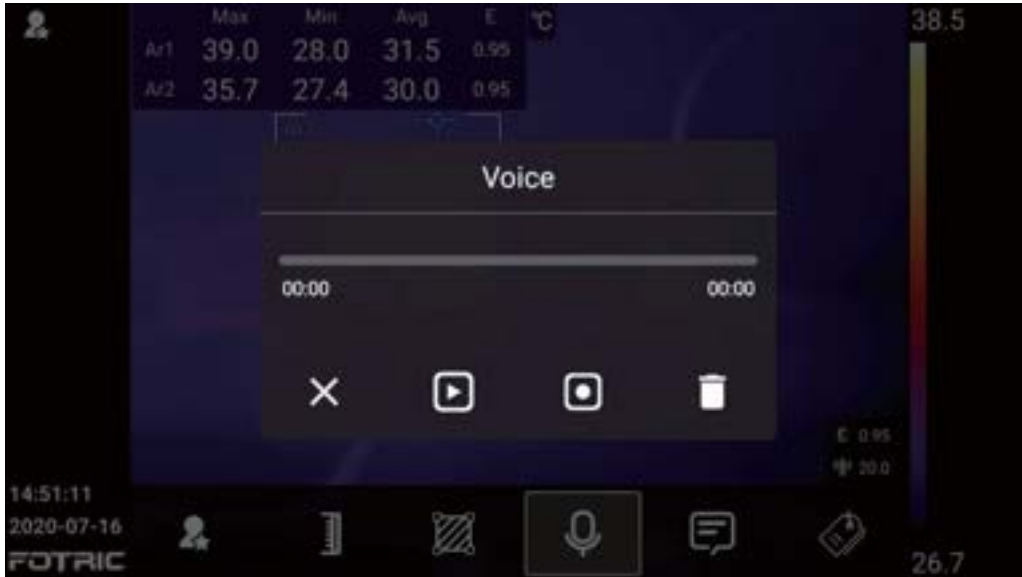 Max Min Avg E °C
38.5
Ar1 39.0 28.0 31.5 0.95
Ar2 35.7 27.4 30.0 0.95
Voice
00:00 00:00
E 0.95
20.0
14:51:11
2020-07-16
FOTRIC
26.7